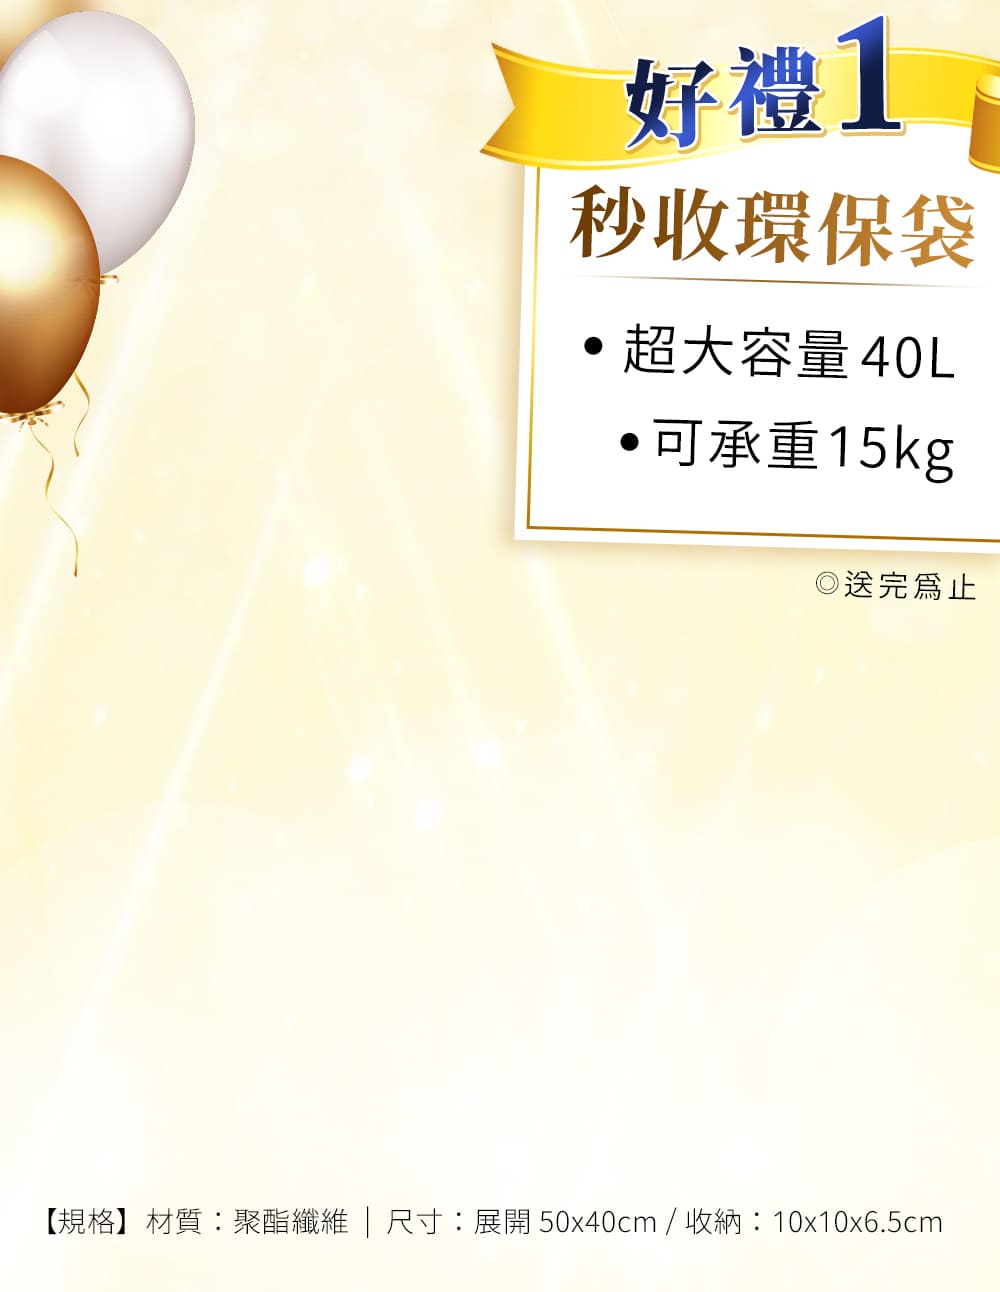 好禮1
秒收環保袋
• 超大容量40L
• 可承重15kg
◎送完為止
【規格】材質：聚酯纖維｜尺寸：展開 50x40cm / 收納：10x10x6.5cm